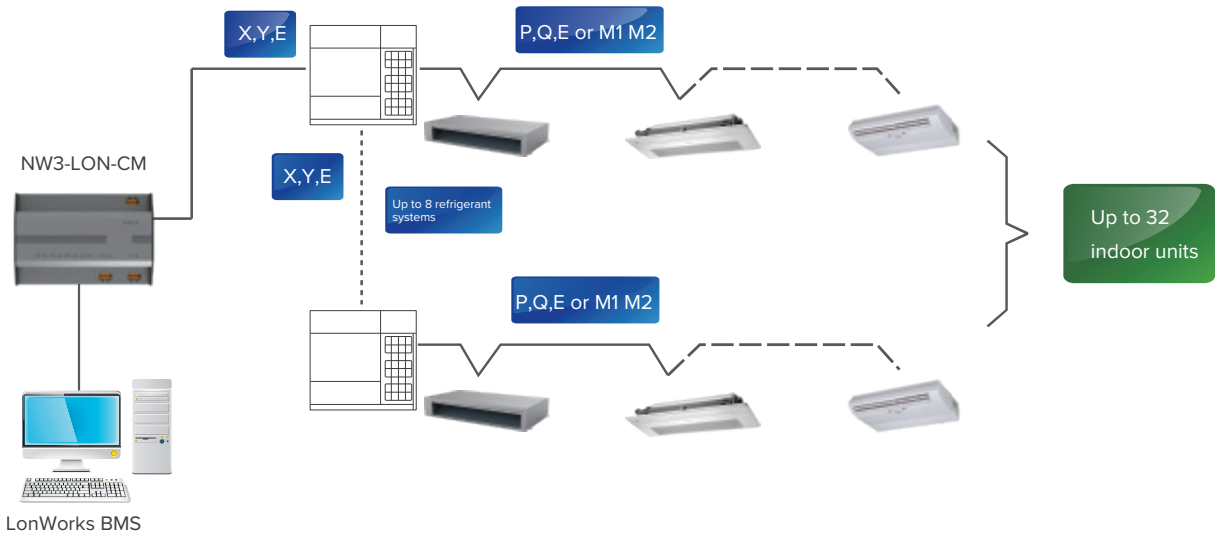 X,Y,E
P,Q,E or M1 M2
NW3-LON-CM
X,Y,E
Up to 8 refrigerant
systems
Up to 32
indoor units
P,Q,E or M1 M2
LonWorks BMS